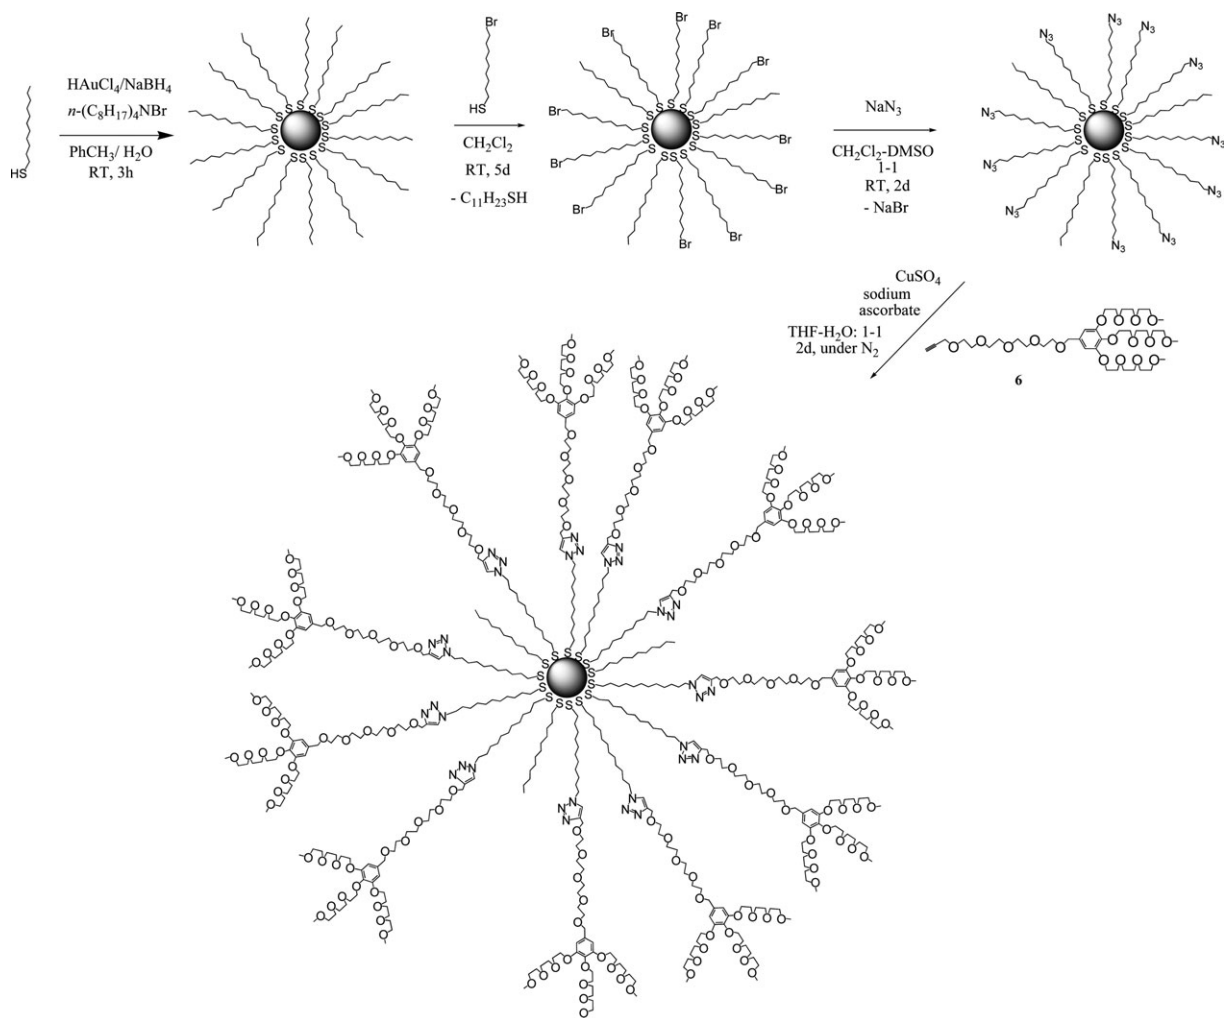 HS
HAuCl4/NaBH4
n-(C8H17)4NBr
PhCH3/ H2O
RT, 3h
Br
HS
CH2Cl2
RT, 5d
- C11H23SH
NaN3
CH2Cl2-DMSO
1-1
RT, 2d
- NaBr
CuSO4
sodium
ascorbate
THF-H2O: 1-1
2d, under N2
6